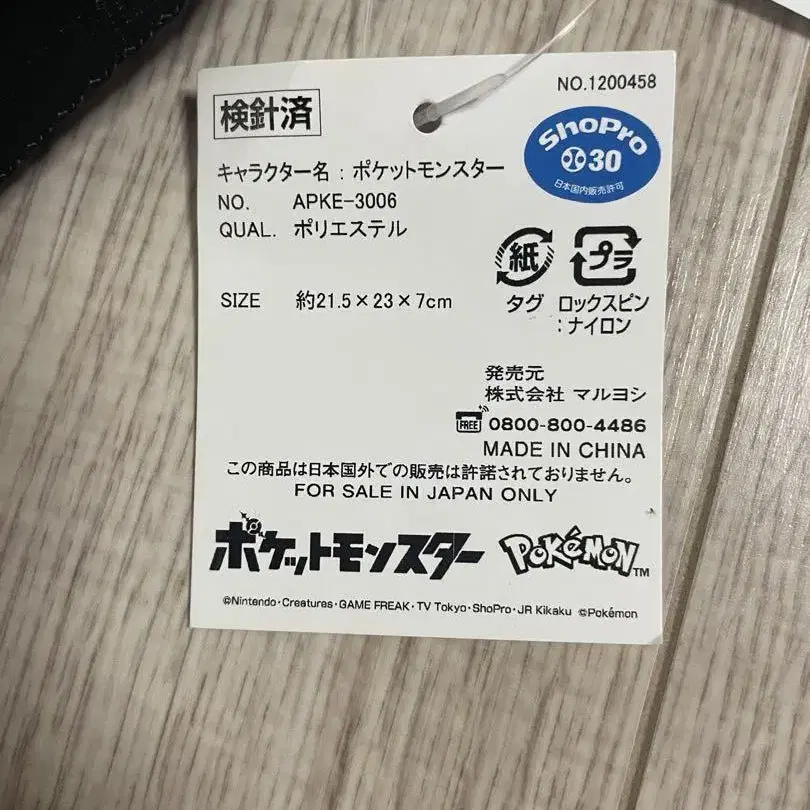 検針済
NO.1200458
ShoPro
30
日本国内販売許可
キャラクター名：ポケットモンスター
NO. APKE-3006
QUAL. ポリエステル
SIZE 約21.5×23×7cm
紙
プラ
タグ
ロックスピン
：ナイロン
発売元
株式会社 マルヨシ
FREE 0800-800-4486
MADE IN CHINA
この商品は日本国外での販売は許諾されておりません。
FOR SALE IN JAPAN ONLY
ポケットモンスター POKéMON™
©Nintendo・Creatures・GAME FREAK・TV Tokyo・ShoPro・JR Kikaku ©Pokémon